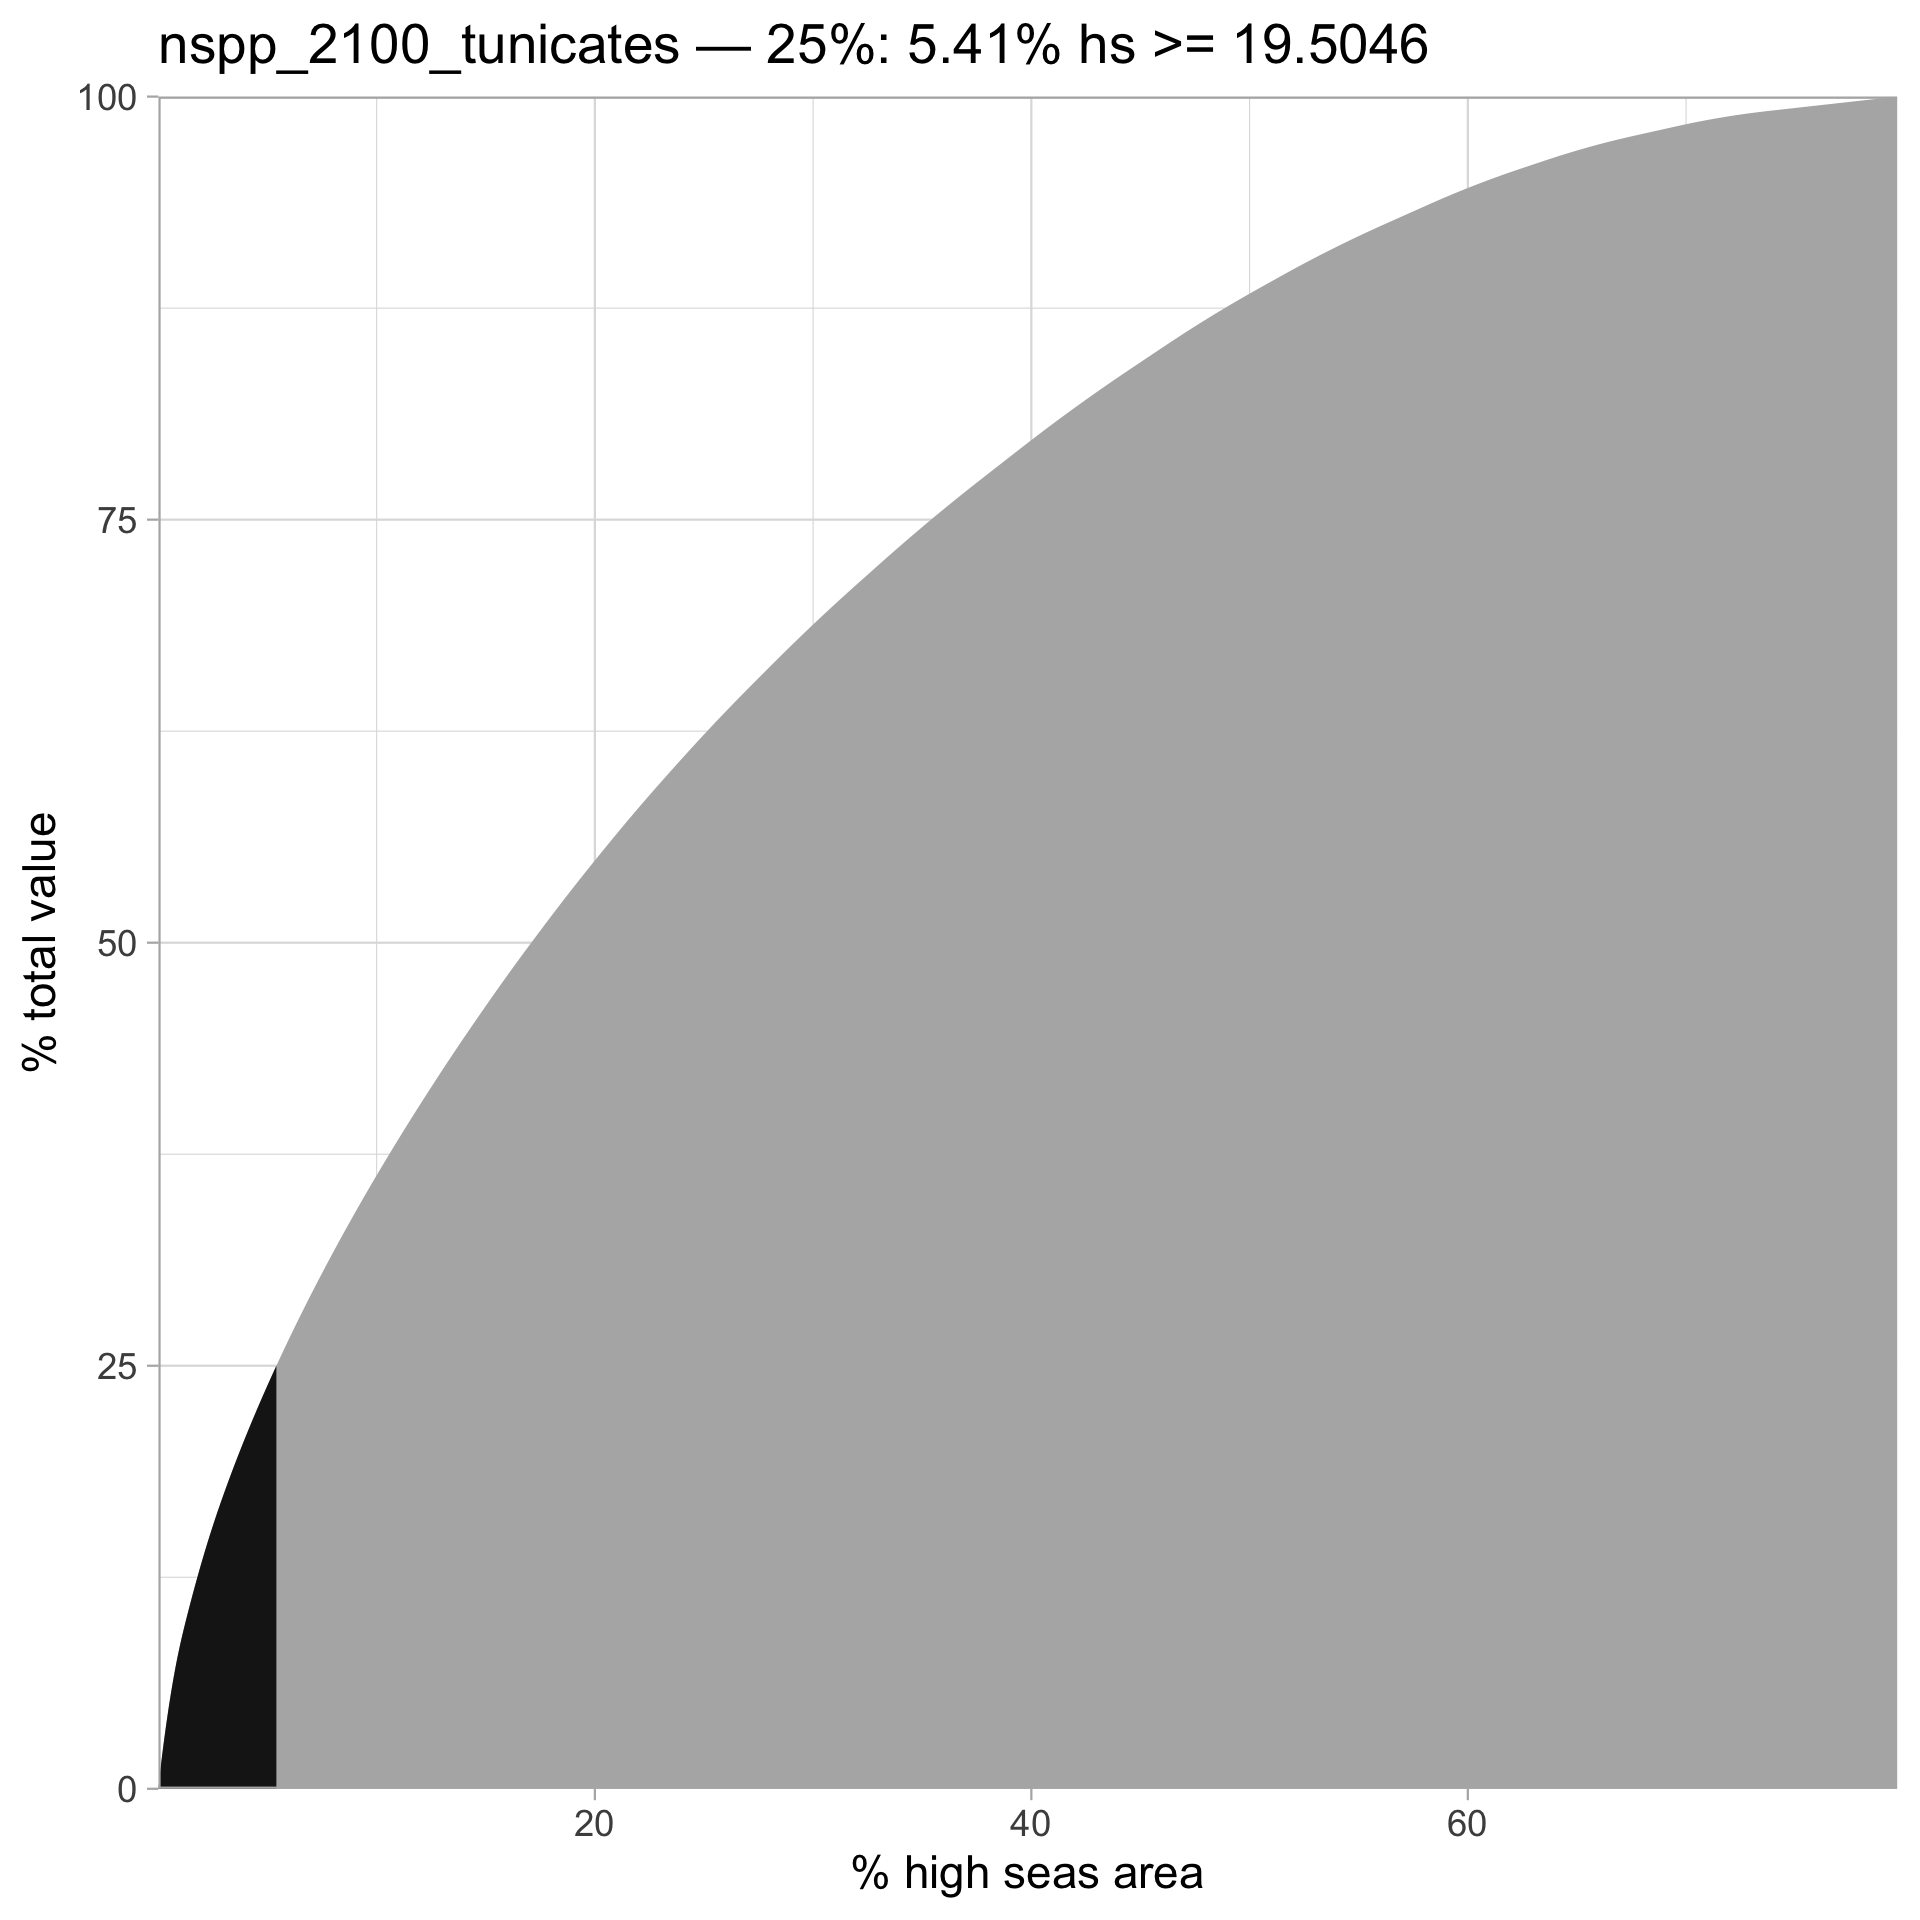 nspp_2100_tunicates — 25%: 5.41% hs >= 19.5046
100
75
50
25
0
% total value
20
40
60
% high seas area